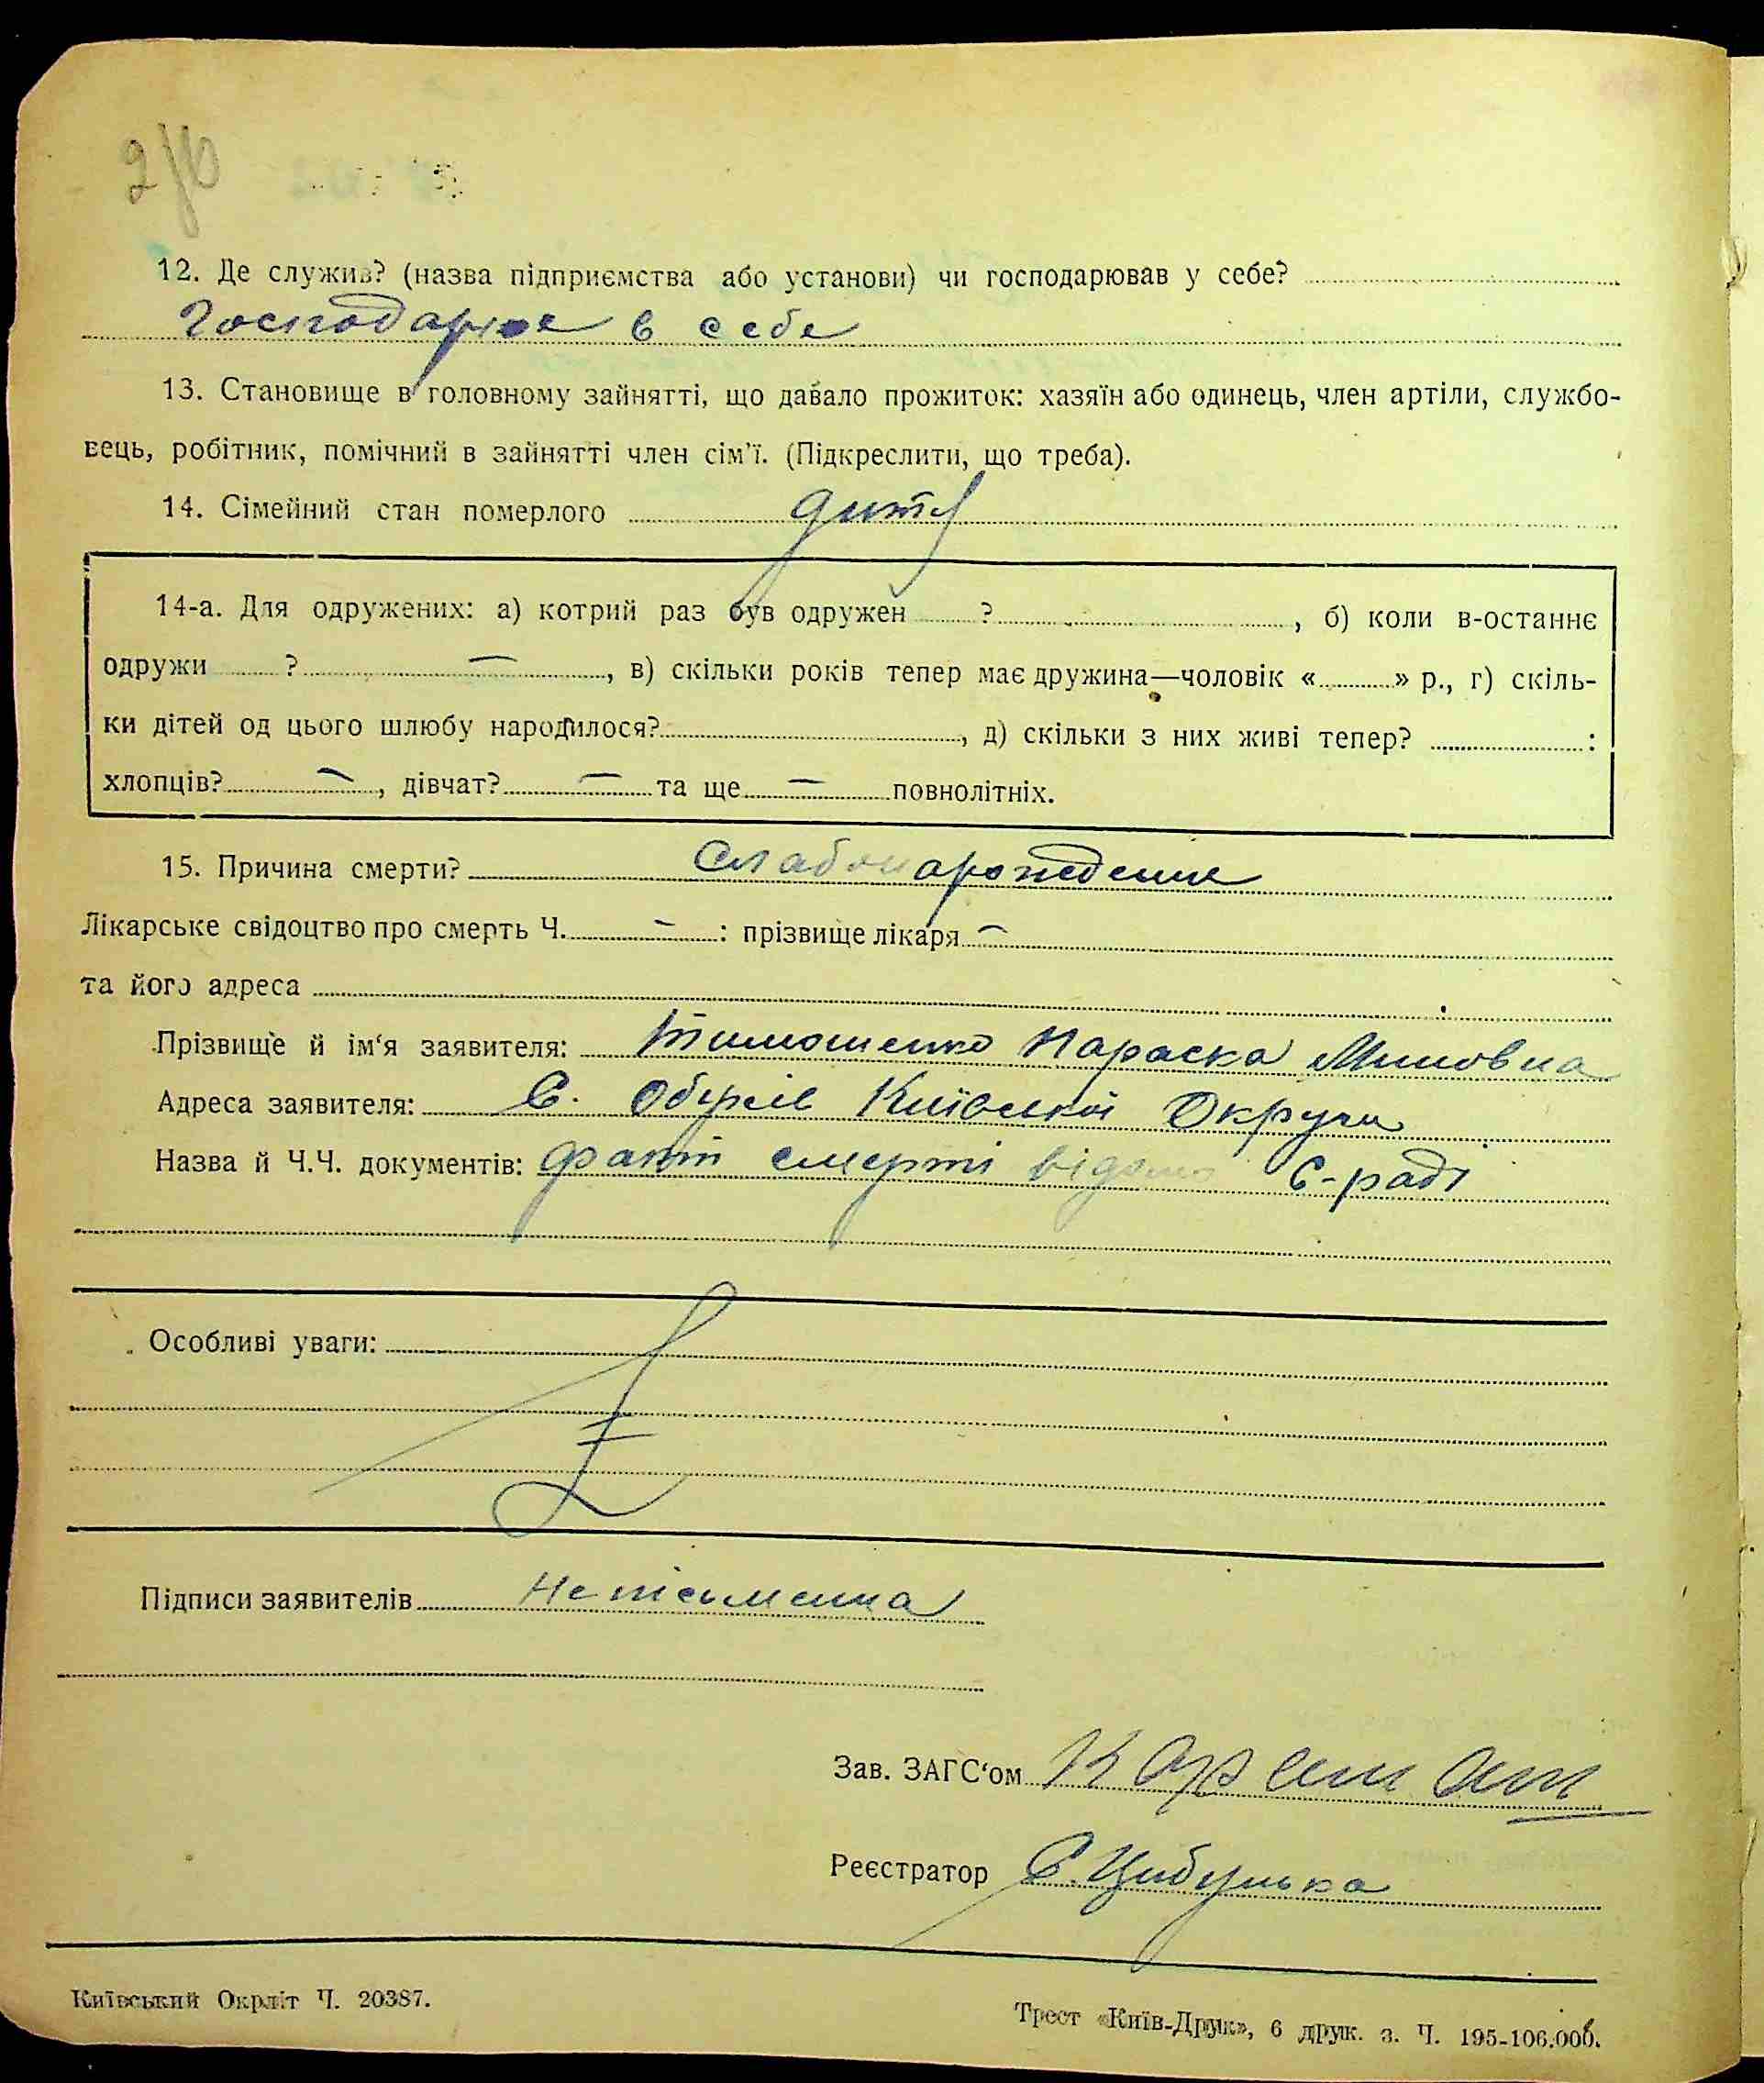 12. Де служив? (назва підприємства або установи) чи господарював у себе?
Господарює в себе
13. Становище в головному зайнятті, що давало прожиток: хазяїн або одинець, член артіли, службо-
вець, робітник, помічний в зайнятті член сім'ї. (Підкреслити, що треба).
14. Сімейний стан померлого дитя
14-а. Для одружених: а) котрий раз був одружен ? , б) коли в-останнє
одружи ? — , в) скільки років тепер має дружина—чоловік « » р., г) скіль-
ки дітей од цього шлюбу народилося? , д) скільки з них живі тепер? :
хлопців? — , дівчат? — та ще — повнолітніх.
15. Причина смерти? Слабонарождение
Лікарське свідоцтво про смерть Ч. — : прізвище лікаря —
та його адреса
Прізвище й ім'я заявителя: Тимошенко Параска
Адреса заявителя: С. Київської Округи
Назва й Ч.Ч. документів: факт смерті відомо С-раді
Особливі уваги:
Підписи заявителів Неписьменна
Зав. ЗАГС'ом
Реєстратор С. Цибулька
Київський Окрліт Ч. 20387.
Трест «Київ-Друк», 6 друк. з. Ч. 195-106.000.